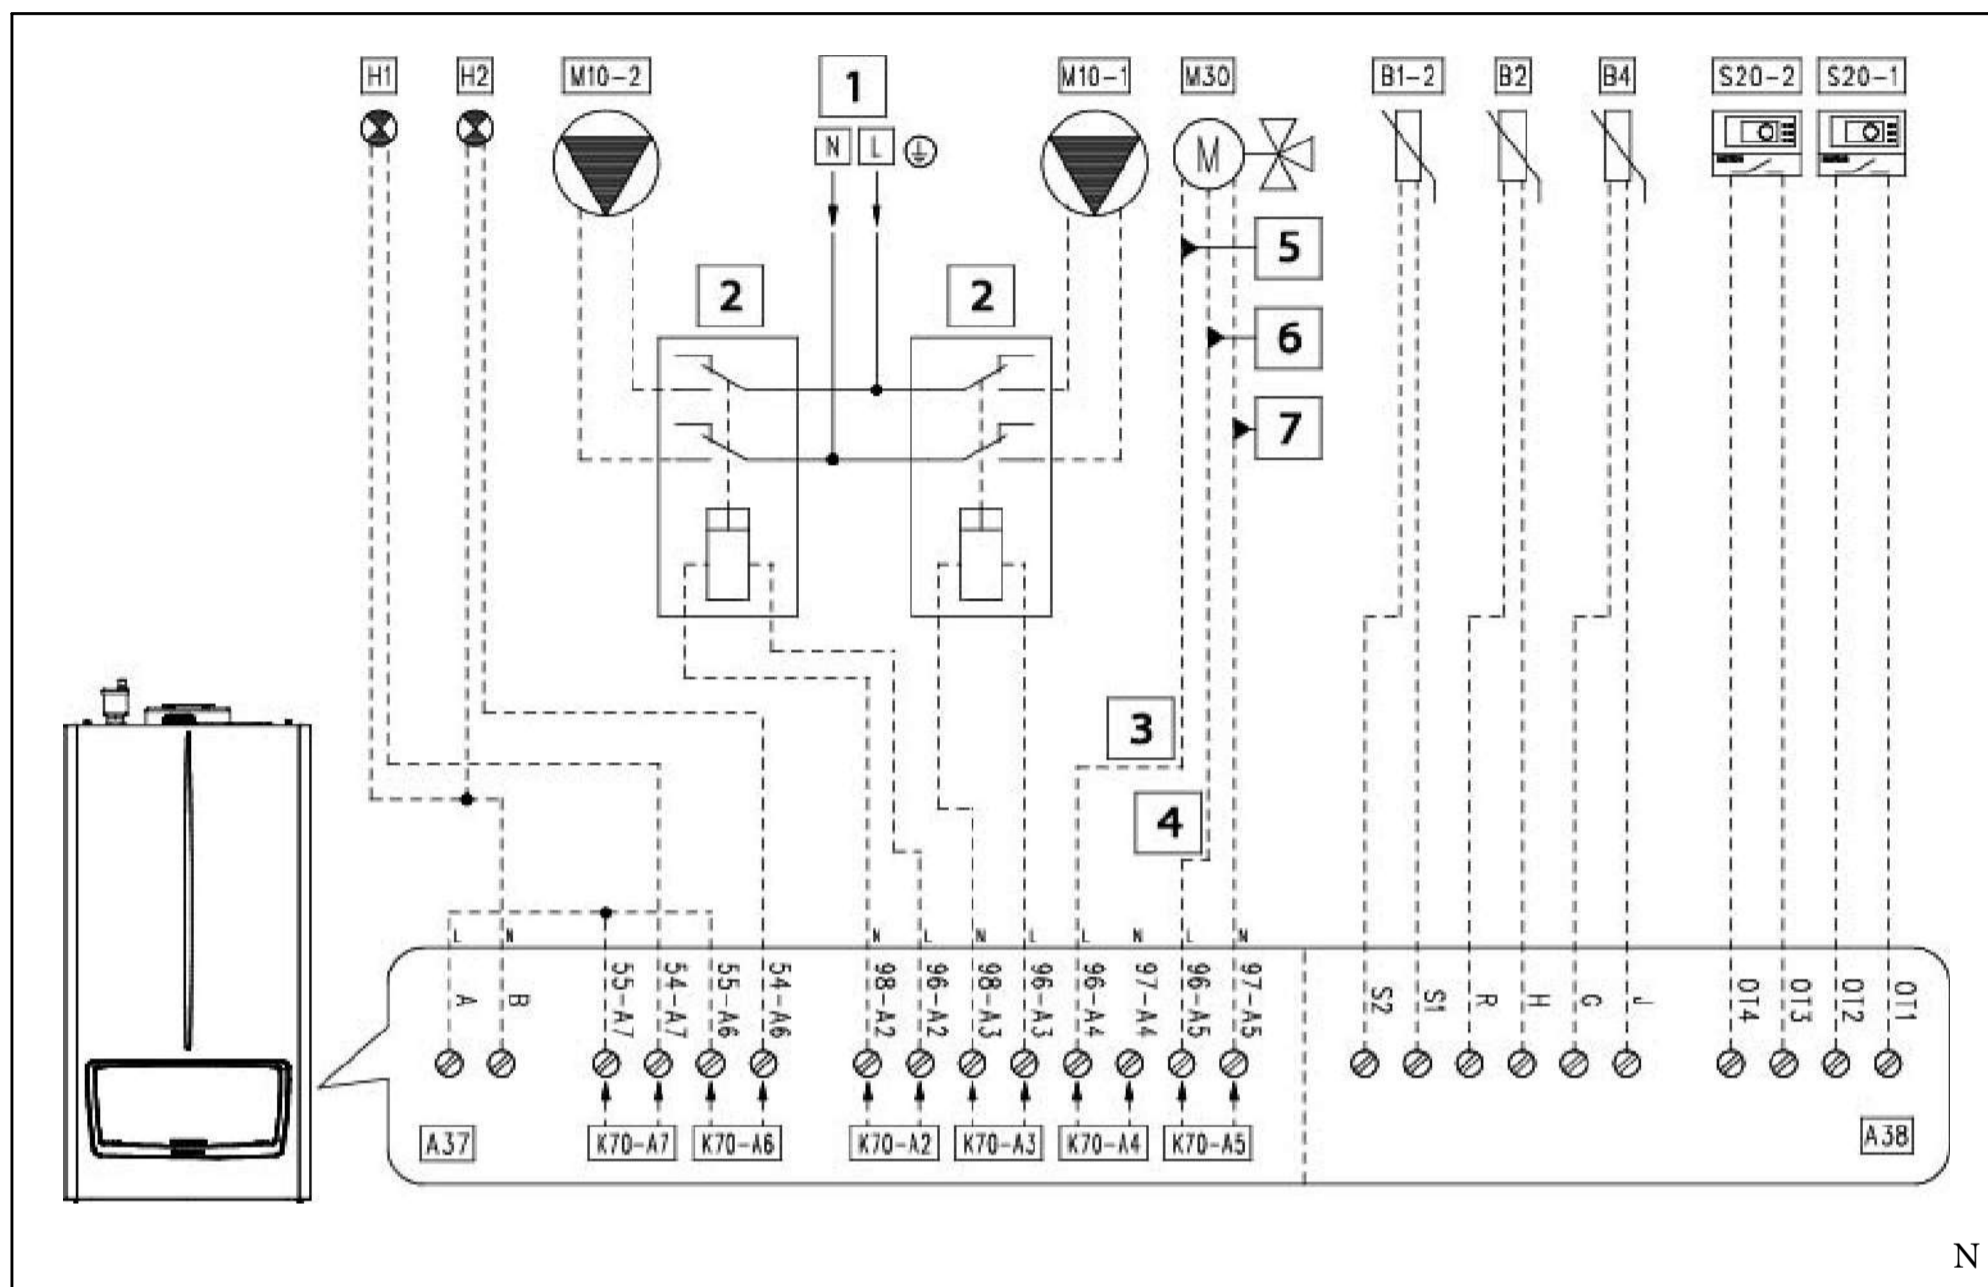 H1 H2 M10-2 1 M10-1 M30 B1-2 B2 B4 S20-2 S20-1
N L
M
5
2 2
6
7
3
4
L N N L N L L N L N
A B 55-A7 54-A7 55-A6 54-A6 98-A2 96-A2 98-A3 96-A3 96-A4 97-A4 96-A5 97-A5 S2 S1 R H G J OT4 OT3 OT2 OT1
A37 K70-A7 K70-A6 K70-A2 K70-A3 K70-A4 K70-A5 A38
N